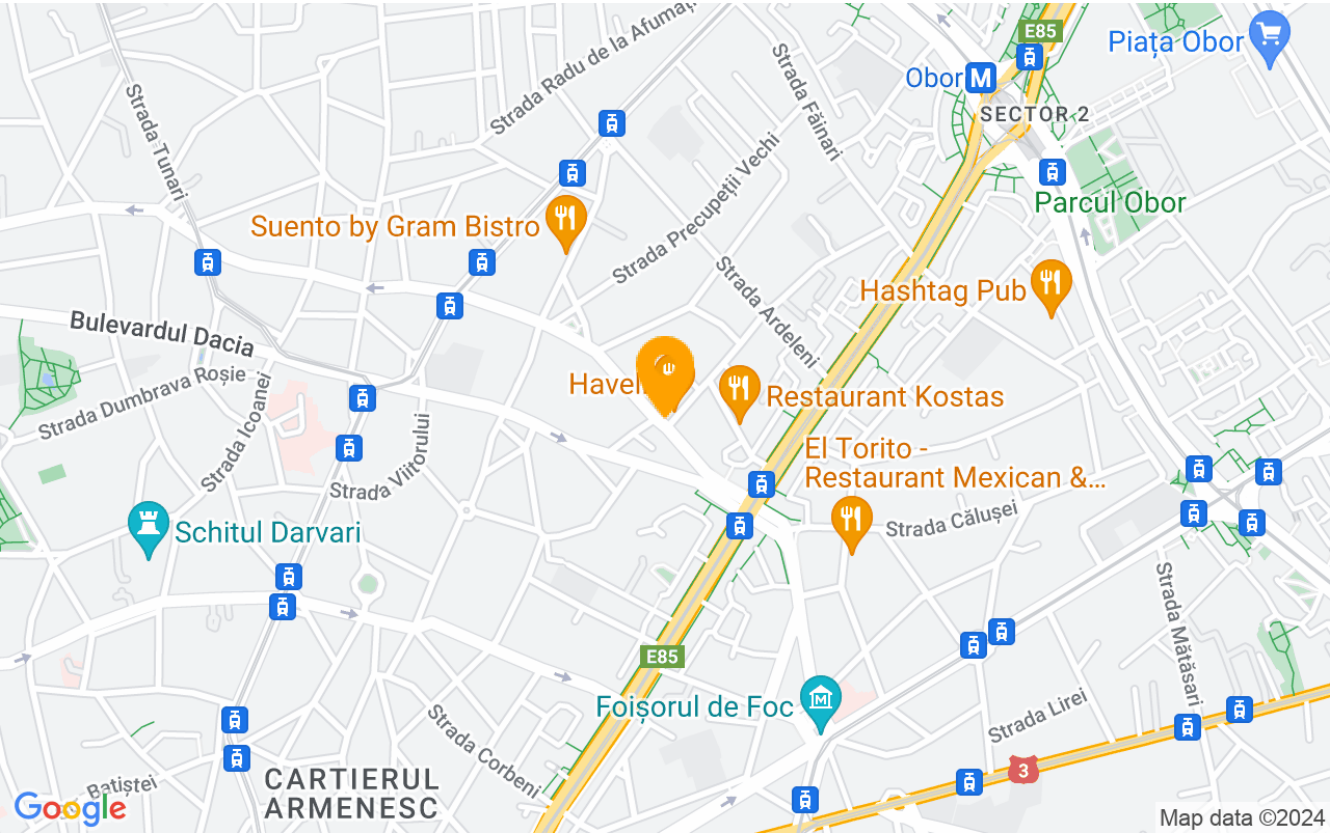 E85
Piața Obor
Obor M
SECTOR 2
Strada Radu de la Afumați
Strada Făinari
Strada Tunari
Strada Precupeții Vechi
Parcul Obor
Suento by Gram Bistro
Strada Ardeleni
Hashtag Pub
Bulevardul Dacia
Strada Dumbrava Roșie
Strada Icoanei
Restaurant Kostas
El Torito -
Restaurant Mexican &...
Strada Viitorului
Strada Călușei
Schitul Darvari
Strada Mătăsari
E85
Foișorul de Foc
M
Strada Lirei
Strada Corbeni
3
Batiștei
CARTIERUL
ARMENESC
Google
Map data ©2024